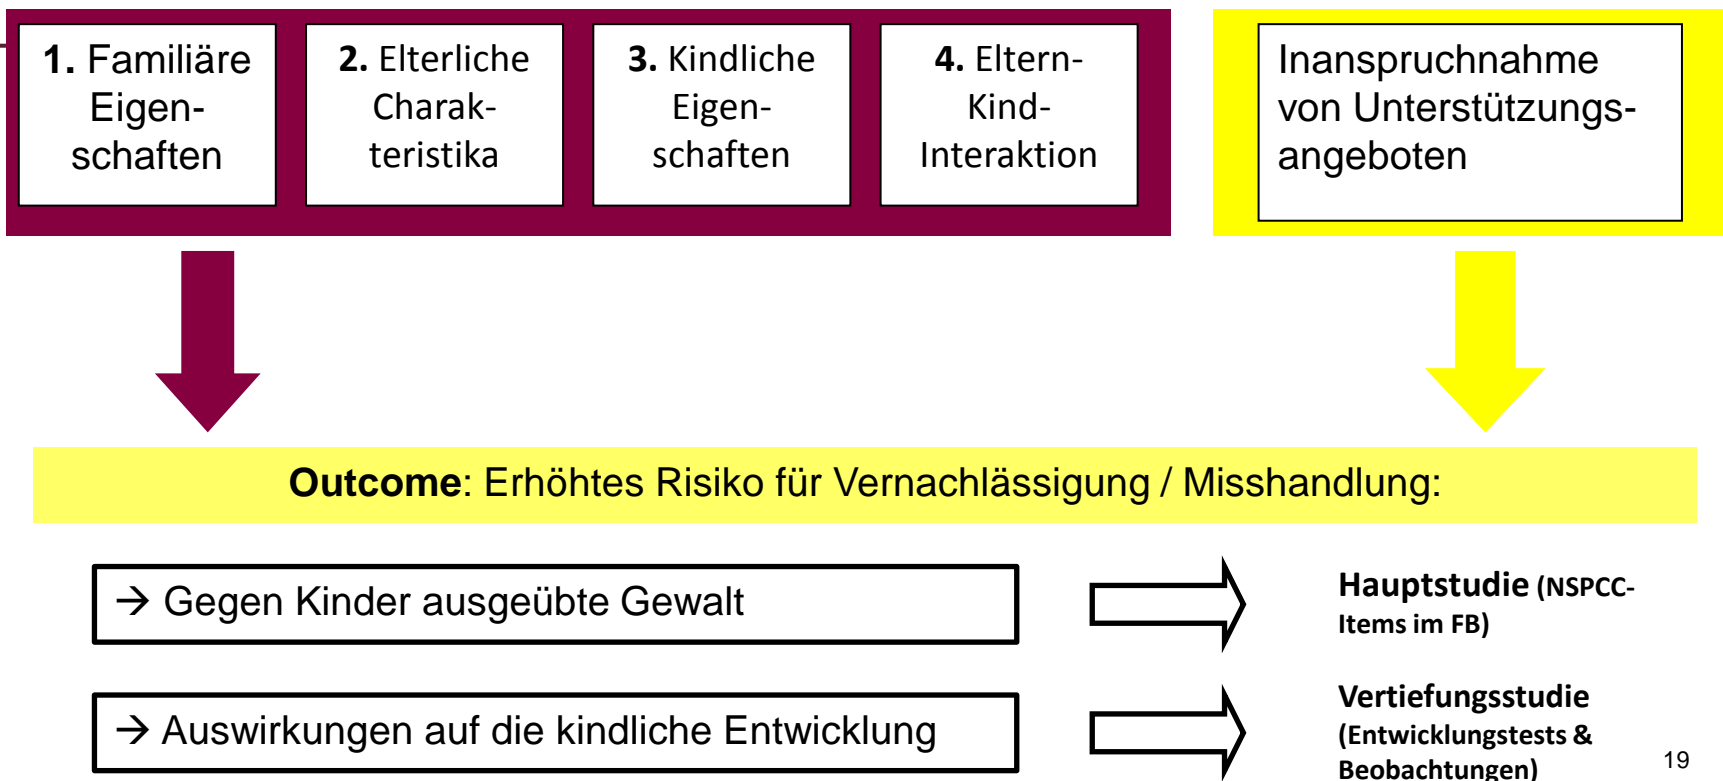 1. Familiäre
Eigen-
schaften
2. Elterliche
Charak-
teristika
3. Kindliche
Eigen-
schaften
4. Eltern-
Kind-
Interaktion
Inanspruchnahme
von Unterstützungs-
angeboten
Outcome: Erhöhtes Risiko für Vernachlässigung / Misshandlung:
→ Gegen Kinder ausgeübte Gewalt
Hauptstudie (NSPCC-
Items im FB)
→ Auswirkungen auf die kindliche Entwicklung
Vertiefungsstudie
(Entwicklungstests &
Beobachtungen)
19